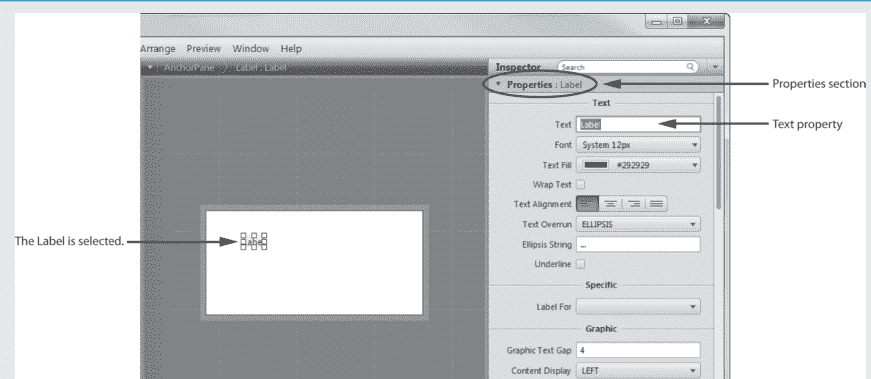 Arrange Preview Window Help
AnchorPane Label : Label
Inspector Search
Properties : Label
Properties section
Text
Text Label
Text property
Font System 12px
Text Fill #292929
Wrap Text
Text Alignment
Text Overrun ELLIPSIS
The Label is selected.
Label
Ellipsis String ...
Underline
Specific
Label For
Graphic
Graphic Text Gap 4
Content Display LEFT